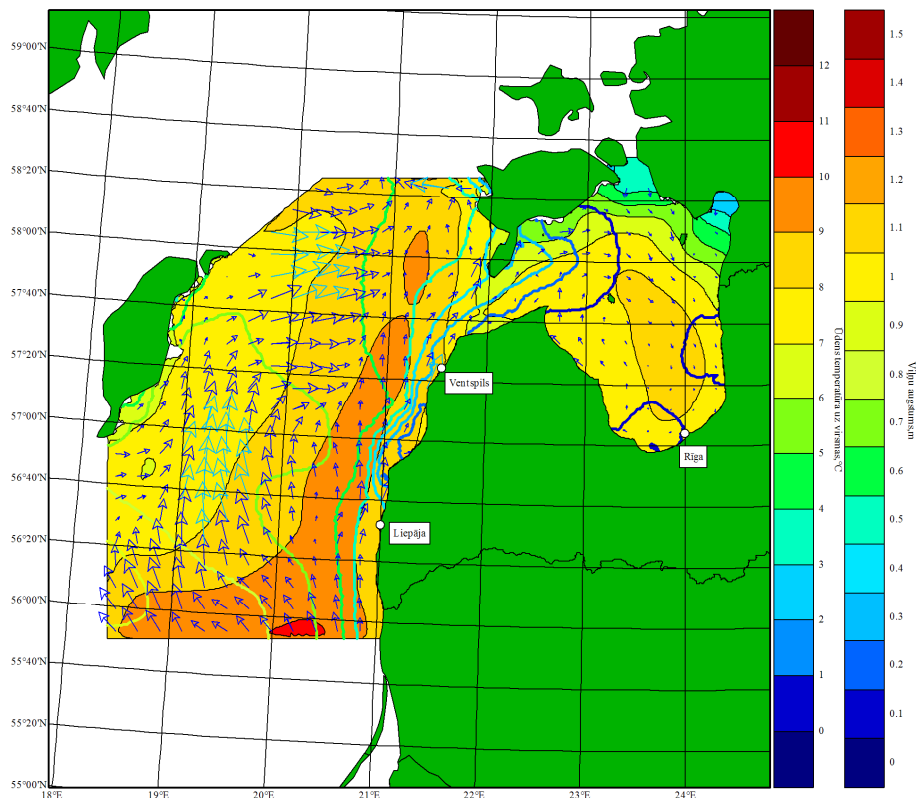 59°00'N
58°40'N
58°20'N
58°00'N
57°40'N
57°20'N
57°00'N
56°40'N
56°20'N
56°00'N
55°40'N
55°20'N
55°00'N
18°E
19°E
20°E
21°E
22°E
23°E
24°E
Ventspils
Rīga
Liepāja
12
11
10
9
8
7
6
5
4
3
2
1
0
Ūdens temperatūra uz virsmas,°C
1.5
1.4
1.3
1.2
1.1
1
0.9
0.8
0.7
0.6
0.5
0.4
0.3
0.2
0.1
0
Viļņu augstums,m